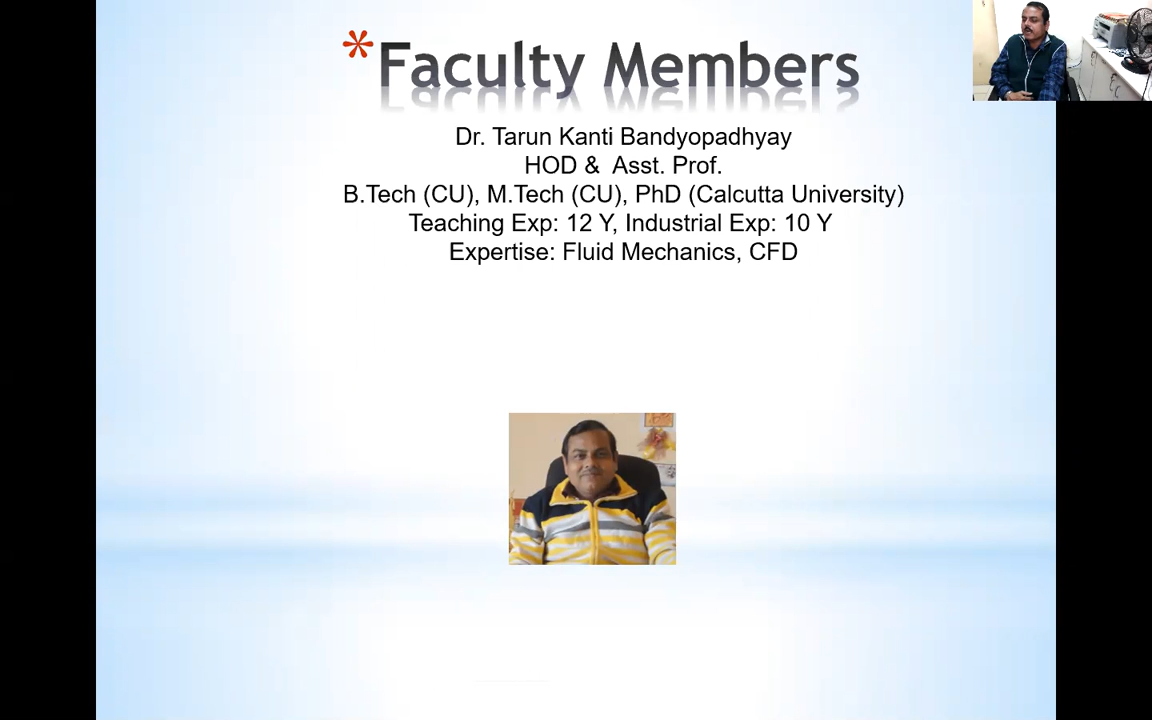 *Faculty Members
Dr. Tarun Kanti Bandyopadhyay
HOD & Asst. Prof.
B.Tech (CU), M.Tech (CU), PhD (Calcutta University)
Teaching Exp: 12 Y, Industrial Exp: 10 Y
Expertise: Fluid Mechanics, CFD